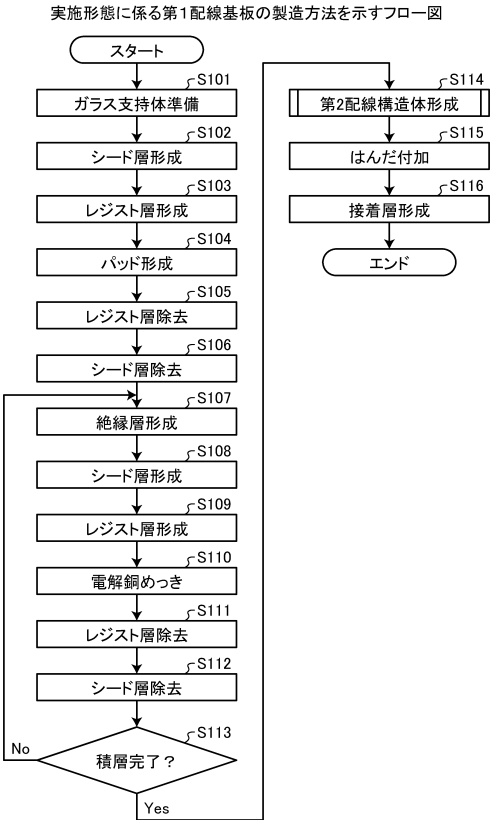 実施形態に係る第1配線基板の製造方法を示すフロー図
スタート
S101
ガラス支持体準備
S102
シード層形成
S103
レジスト層形成
S104
パッド形成
S105
レジスト層除去
S106
シード層除去
S107
絶縁層形成
S108
シード層形成
S109
レジスト層形成
S110
電解銅めっき
S111
レジスト層除去
S112
シード層除去
S113
積層完了？
No
Yes
S114
第2配線構造体形成
S115
はんだ付加
S116
接着層形成
エンド